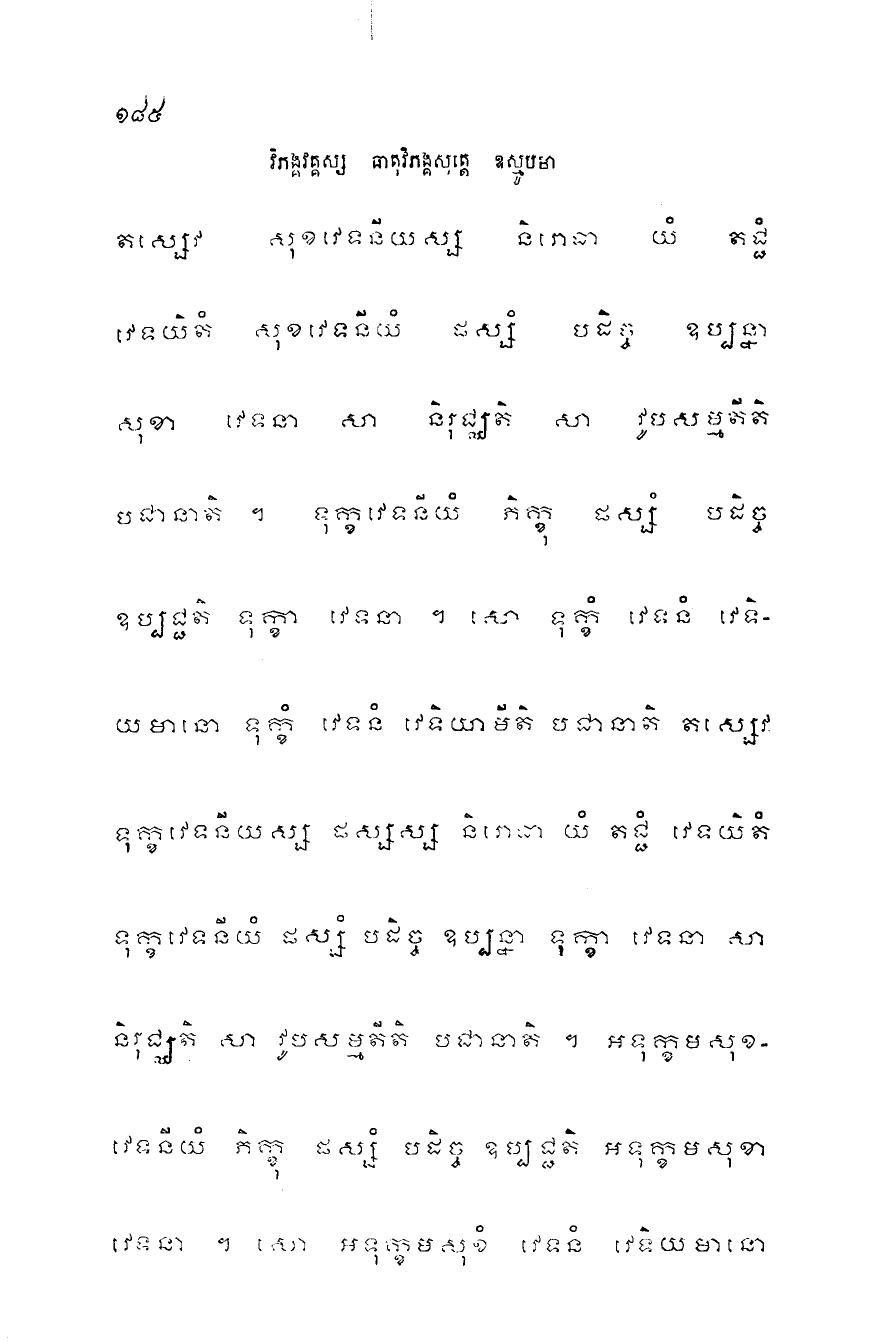 ១៨៥
វិភង្គវគ្គស្ស ធាតុវិភង្គសុត្តេ ឧស្មូបមា
តស្សេវ សុខវេទនីយស្ស និរោធា យំ តជ្ជំ
វេទយិតំ សុខវេទនីយំ ផស្សំ បដិច្ច ឧប្បន្នា
សុខា វេទនា សា និរុជ្ឈតិ សា វូបសម្មតីតិ
បជានាតិ ។ ទុក្ខវេទនីយំ ភិក្ខុ ផស្សំ បដិច្ច
ឧប្បជ្ជតិ ទុក្ខា វេទនា ។ សោ ទុក្ខំ វេទនំ វេទិ-
យមានោ ទុក្ខំ វេទនំ វេទិយាមីតិ បជានាតិ តស្សេវ
ទុក្ខវេទនីយស្ស ផស្សស្ស និរោធា យំ តជ្ជំ វេទយិតំ
ទុក្ខវេទនីយំ ផស្សំ បដិច្ច ឧប្បន្នា ទុក្ខា វេទនា សា
និរុជ្ឈតិ សា វូបសម្មតីតិ បជានាតិ ។ អទុក្ខមសុខ-
វេទនីយំ ភិក្ខុ ផស្សំ បដិច្ច ឧប្បជ្ជតិ អទុក្ខមសុខា
វេទនា ។ សោ អទុក្ខមសុខំ វេទនំ វេទិយមានោ